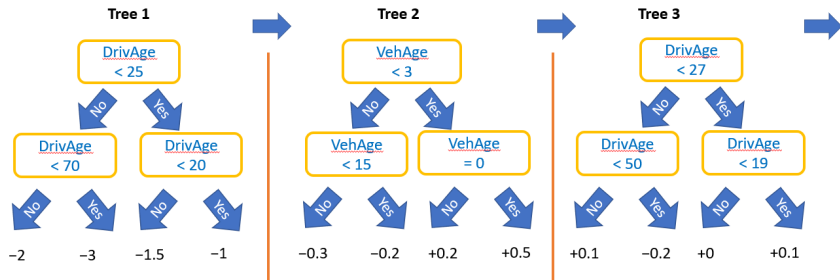 Tree 1
Tree 2
Tree 3
DrivAge
< 25
VehAge
< 3
DrivAge
< 27
No
Yes
No
Yes
No
Yes
DrivAge
< 70
DrivAge
< 20
VehAge
< 15
VehAge
= 0
DrivAge
< 50
DrivAge
< 19
No
Yes
No
Yes
No
Yes
No
Yes
No
Yes
No
Yes
−2
−3
−1.5
−1
−0.3
−0.2
+0.2
+0.5
+0.1
−0.2
+0
+0.1